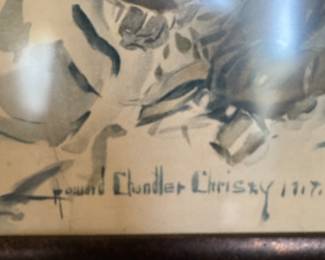 Howard Chandler Christy 1917.